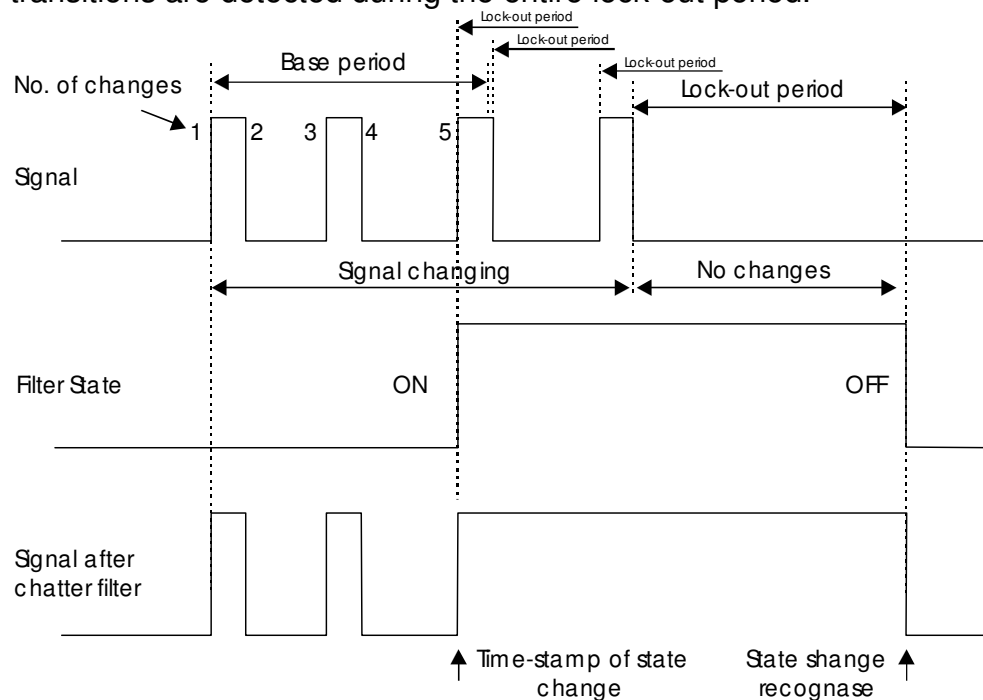 transitions are detected during the entire lock-out period.
Lock-out period
Lock-out period
Lock-out period
Base period
Lock-out period
No. of changes
1 2 3 4 5
Signal
Signal changing
No changes
Filter State
ON
OFF
Signal after
chatter filter
Time-stamp of state
change
State shange
recognase